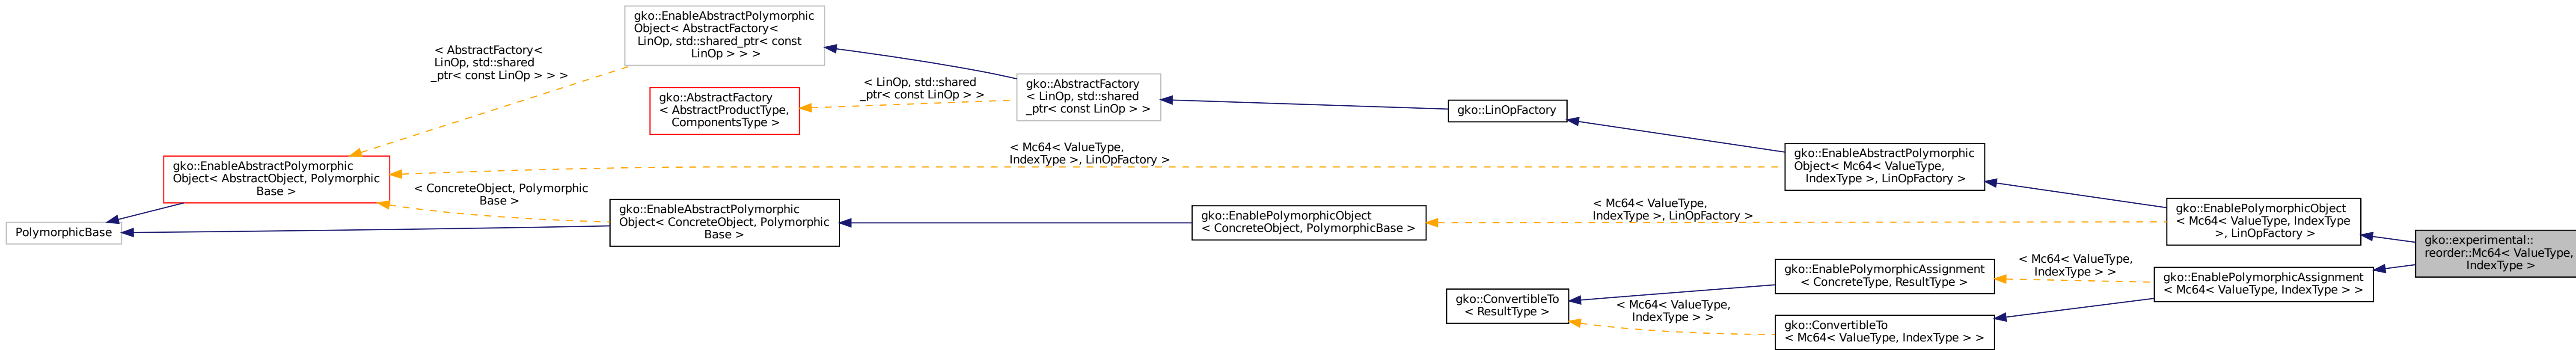 gko::EnableAbstractPolymorphic
Object< AbstractFactory<
LinOp, std::shared_ptr< const
LinOp > > >
< AbstractFactory<
LinOp, std::shared
_ptr< const LinOp > > >
gko::AbstractFactory
< AbstractProductType,
ComponentsType >
< LinOp, std::shared
_ptr< const LinOp > >
gko::AbstractFactory
< LinOp, std::shared
_ptr< const LinOp > >
gko::LinOpFactory
gko::EnableAbstractPolymorphic
Object< AbstractObject, Polymorphic
Base >
< Mc64< ValueType,
IndexType >, LinOpFactory >
gko::EnableAbstractPolymorphic
Object< Mc64< ValueType,
IndexType >, LinOpFactory >
< ConcreteObject, Polymorphic
Base >
PolymorphicBase
gko::EnableAbstractPolymorphic
Object< ConcreteObject, Polymorphic
Base >
gko::EnablePolymorphicObject
< ConcreteObject, PolymorphicBase >
< Mc64< ValueType,
IndexType >, LinOpFactory >
gko::EnablePolymorphicObject
< Mc64< ValueType, IndexType
>, LinOpFactory >
gko::experimental::
reorder::Mc64< ValueType,
IndexType >
gko::ConvertibleTo
< ResultType >
gko::EnablePolymorphicAssignment
< ConcreteType, ResultType >
< Mc64< ValueType,
IndexType > >
gko::EnablePolymorphicAssignment
< Mc64< ValueType, IndexType > >
< Mc64< ValueType,
IndexType > >
gko::ConvertibleTo
< Mc64< ValueType, IndexType > >